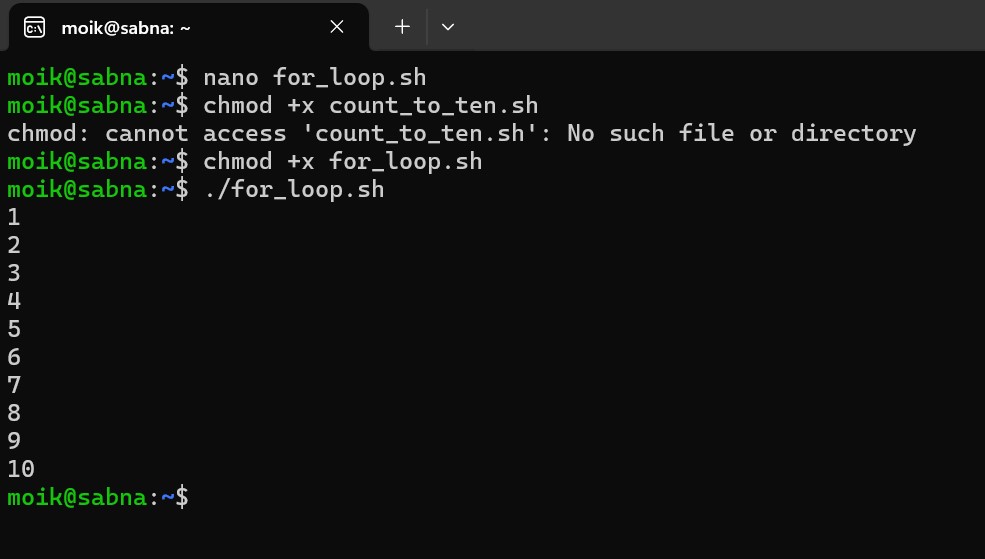 moik@sabna: ~
moik@sabna:~$ nano for_loop.sh
moik@sabna:~$ chmod +x count_to_ten.sh
chmod: cannot access 'count_to_ten.sh': No such file or directory
moik@sabna:~$ chmod +x for_loop.sh
moik@sabna:~$ ./for_loop.sh
1
2
3
4
5
6
7
8
9
10
moik@sabna:~$